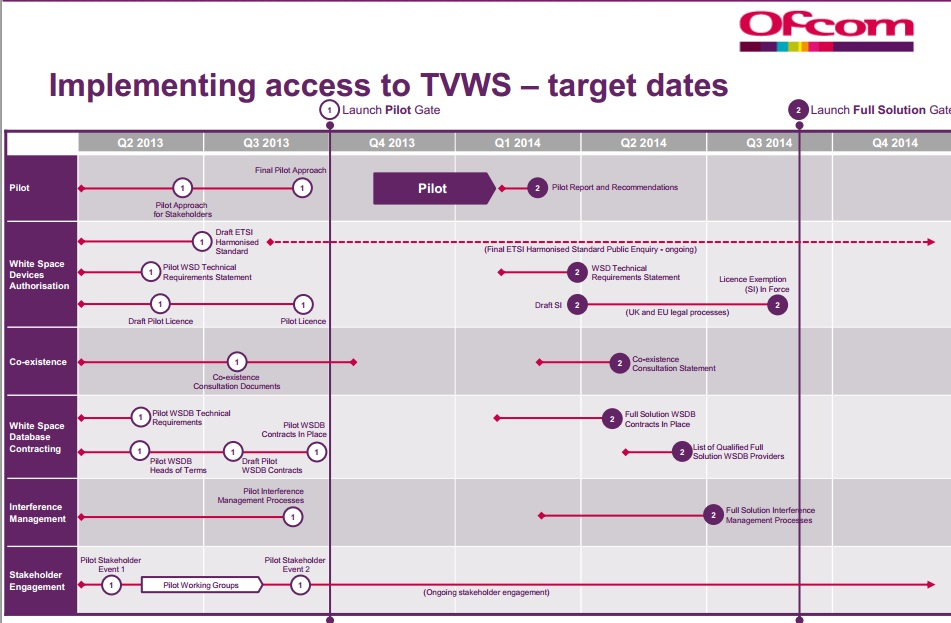 Ofcom
Implementing access to TVWS – target dates
1 Launch Pilot Gate
2 Launch Full Solution Gate
Q2 2013 Q3 2013 Q4 2013 Q1 2014 Q2 2014 Q3 2014 Q4 2014
Pilot
1
Pilot Approach
for Stakeholders
Final Pilot Approach
1
Pilot
2 Pilot Report and Recommendations
White Space
Devices
Authorisation
1
Draft ETSI
Harmonised
Standard
(Final ETSI Harmonised Standard Public Enquiry - ongoing)
1
Pilot WSD Technical
Requirements Statement
2
WSD Technical
Requirements Statement
1
Draft Pilot Licence
1
Pilot Licence
Draft SI 2
(UK and EU legal processes)
Licence Exemption
(SI) In Force
2
Co-existence
1
Co-existence
Consultation Documents
2
Co-existence
Consultation Statement
White Space
Database
Contracting
1
Pilot WSDB Technical
Requirements
2
Full Solution WSDB
Contracts In Place
1
Pilot WSDB
Heads of Terms
1
Draft Pilot
WSDB Contracts
Pilot WSDB
Contracts In Place
1
2
List of Qualified Full
Solution WSDB Providers
Interference
Management
Pilot Interference
Management Processes
1
2
Full Solution Interference
Management Processes
Stakeholder
Engagement
Pilot Stakeholder
Event 1
1
Pilot Working Groups
Pilot Stakeholder
Event 2
1
(Ongoing stakeholder engagement)